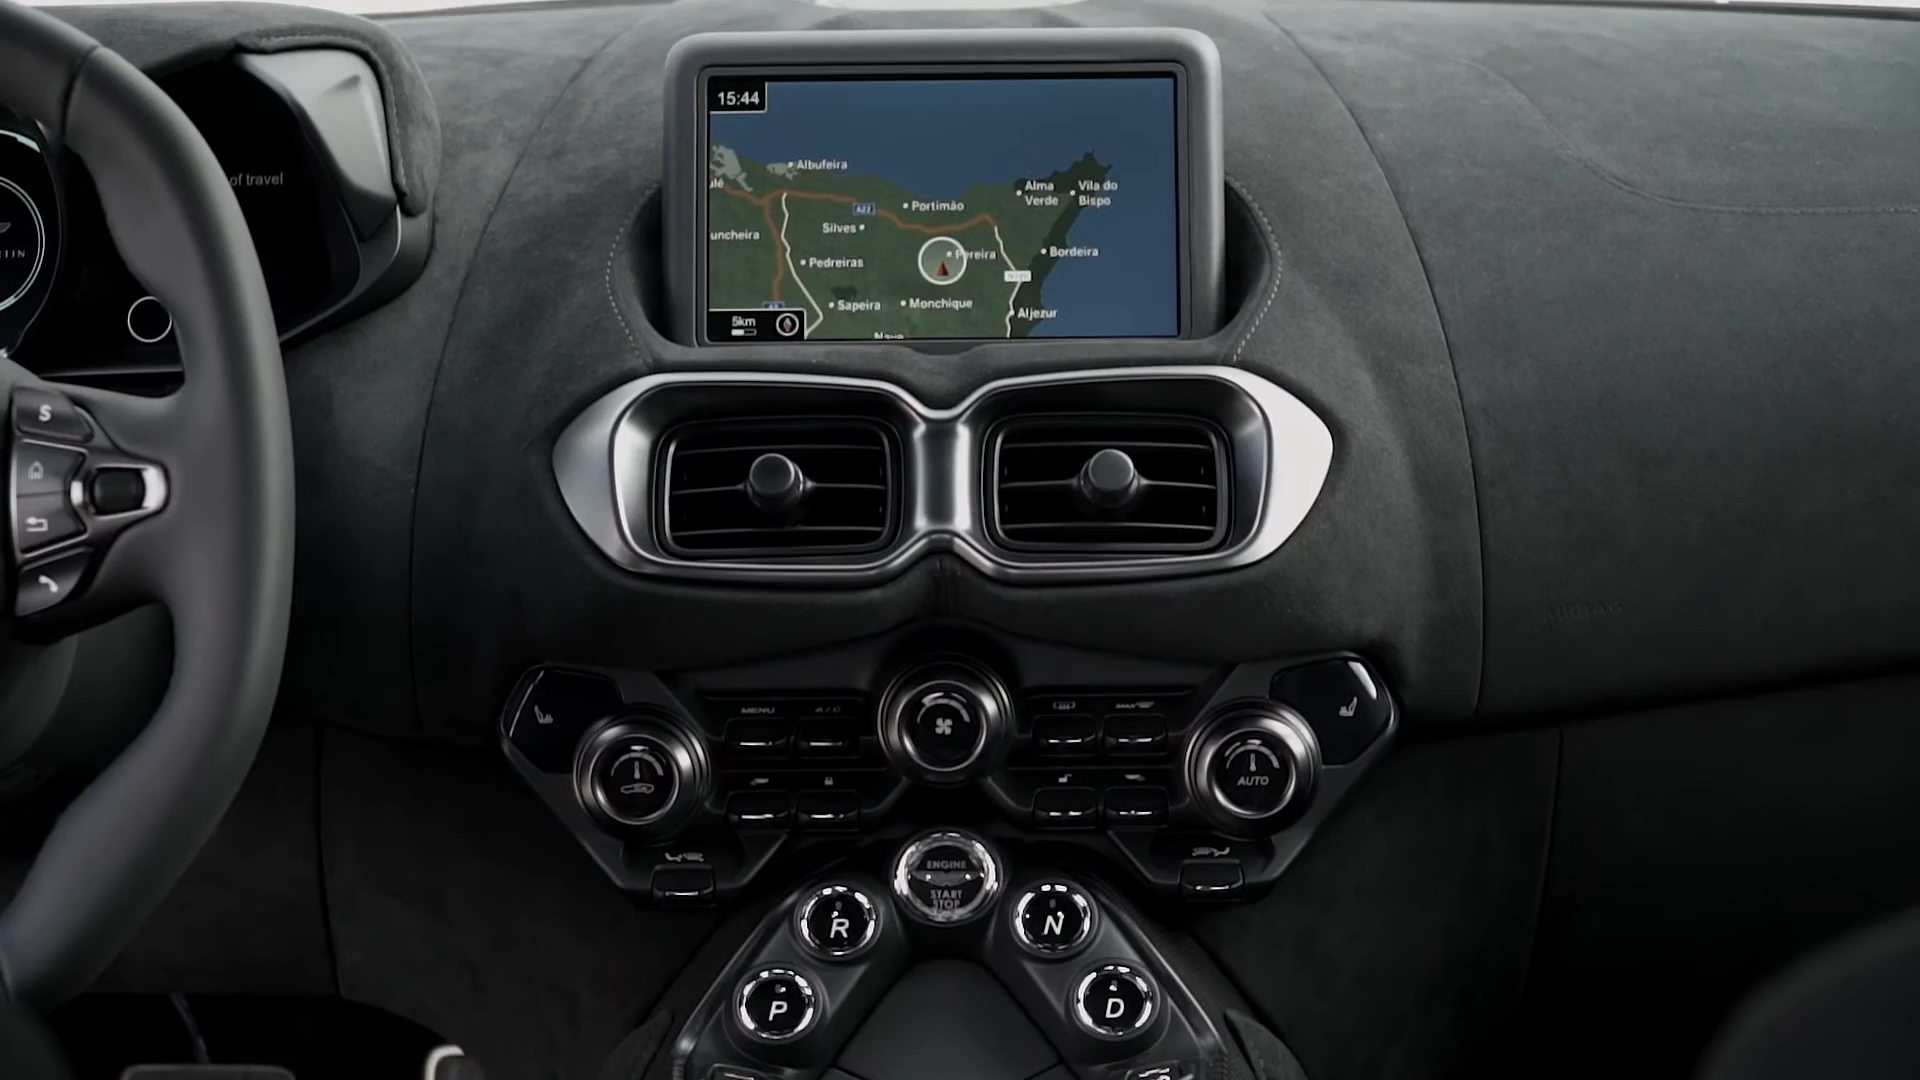 15:44
Albufeira
Alma
Verde
Vila do
Bispo
Portimão
A22
Silves
uncheira
Pereira
Bordeira
Pedreiras
Sapeira
Monchique
Aljezur
5km
of travel
S
MENU
A/C
AUTO
ENGINE
START
STOP
R
N
P
D